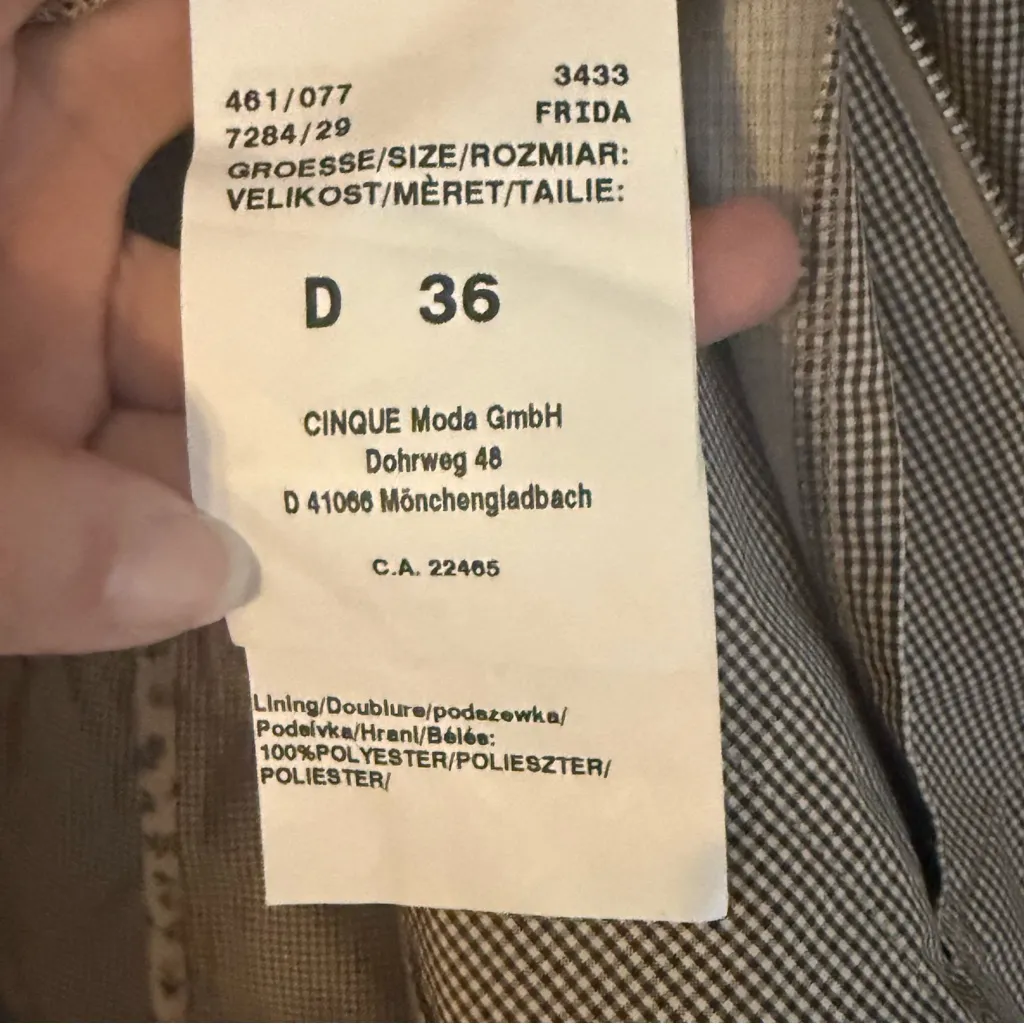 461/077
3433
7284/29
FRIDA
GROESSE/SIZE/ROZMIAR:
VELIKOST/MÈRET/TAILIE:
D 36
CINQUE Moda GmbH
Dohrweg 48
D 41066 Mönchengladbach
C.A. 22465
Lining/Doublure/podszewka/
Podsivka/Hrani/Bélés:
100%POLYESTER/POLIESZTER/
POLIESTER/